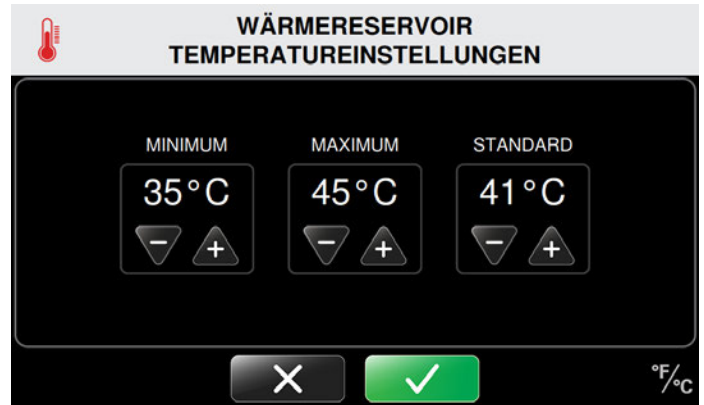 WÄRMERESERVOIR
TEMPERATUREINSTELLUNGEN
MINIMUM MAXIMUM STANDARD
35°C 45°C 41°C
− + − + − +
°F/°C